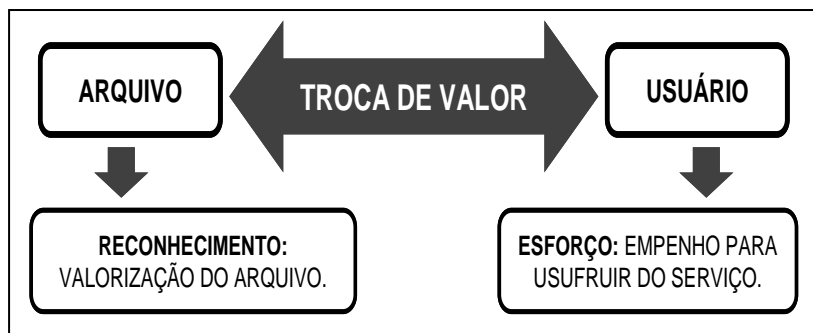 ARQUIVO
TROCA DE VALOR
USUÁRIO
RECONHECIMENTO:
VALORIZAÇÃO DO ARQUIVO.
ESFORÇO: EMPENHO PARA
USUFRUIR DO SERVIÇO.